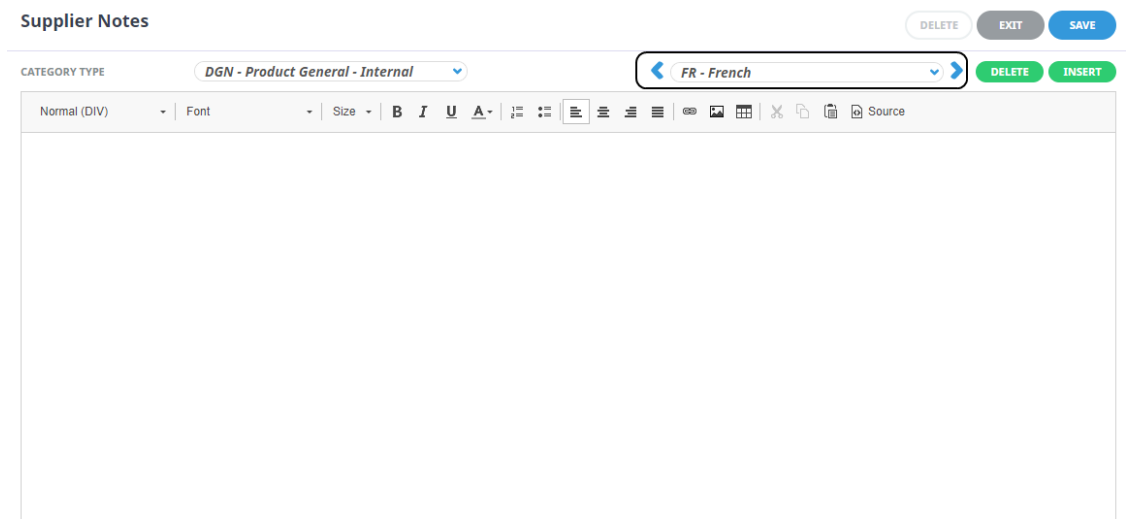 Supplier Notes
DELETE EXIT SAVE
CATEGORY TYPE DGN - Product General - Internal FR - French DELETE INSERT
Normal (DIV) Font Size B I U A Source